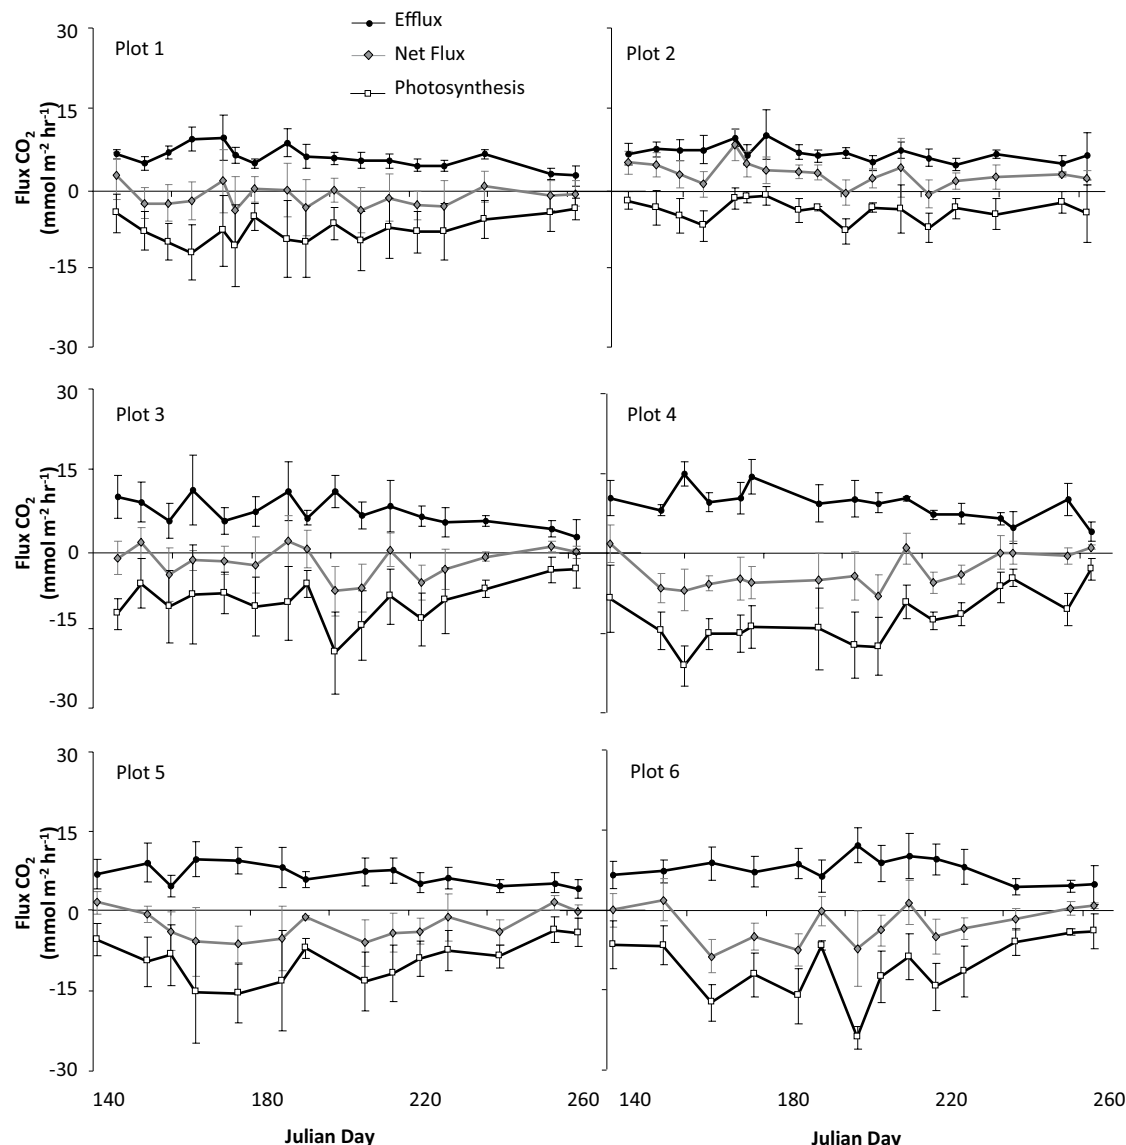 Efflux
Net Flux
Photosynthesis
Plot 1
Plot 2
30
15
0
-15
-30
Flux CO2
(mmol m-2 hr-1)
Plot 3
Plot 4
30
15
0
-15
-30
Flux CO2
(mmol m-2 hr-1)
Plot 5
Plot 6
30
15
0
-15
-30
Flux CO2
(mmol m-2 hr-1)
140 180 220 260
140 180 220 260
Julian Day
Julian Day